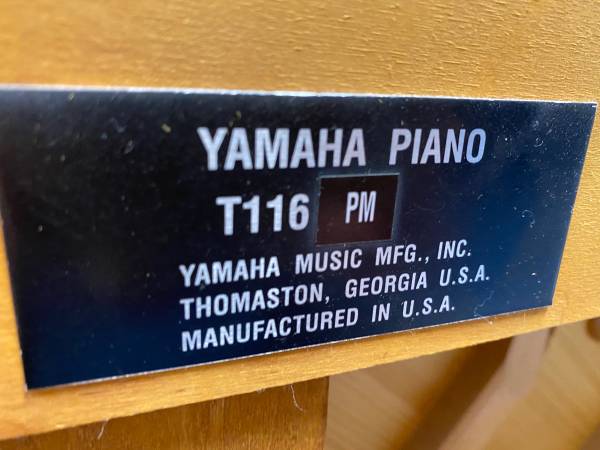 YAMAHA PIANO
T116 PM
YAMAHA MUSIC MFG., INC.
THOMASTON, GEORGIA U.S.A.
MANUFACTURED IN U.S.A.